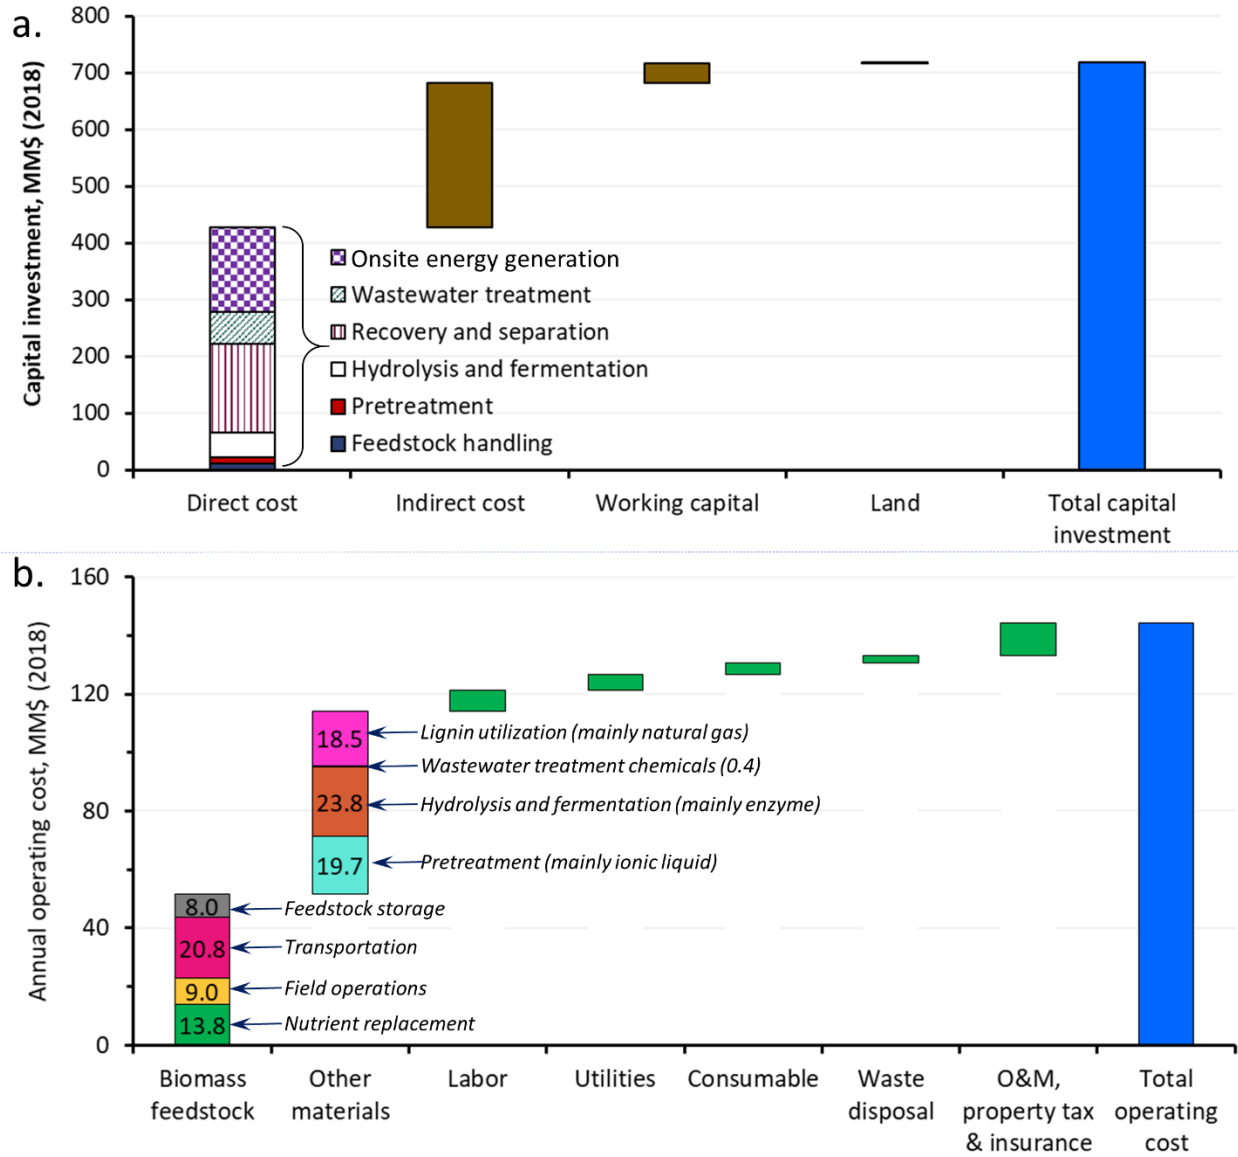 a.
Capital investment, MM$ (2018)
800
700
600
500
400
300
200
100
0
Onsite energy generation
Wastewater treatment
Recovery and separation
Hydrolysis and fermentation
Pretreatment
Feedstock handling
Direct cost
Indirect cost
Working capital
Land
Total capital
investment
b.
Annual operating cost, MM$ (2018)
160
120
80
40
0
18.5
Lignin utilization (mainly natural gas)
Wastewater treatment chemicals (0.4)
23.8
Hydrolysis and fermentation (mainly enzyme)
19.7
Pretreatment (mainly ionic liquid)
8.0
Feedstock storage
20.8
Transportation
9.0
Field operations
13.8
Nutrient replacement
Biomass
feedstock
Other
materials
Labor
Utilities
Consumable
Waste
disposal
O&M,
property tax
& insurance
Total
operating
cost